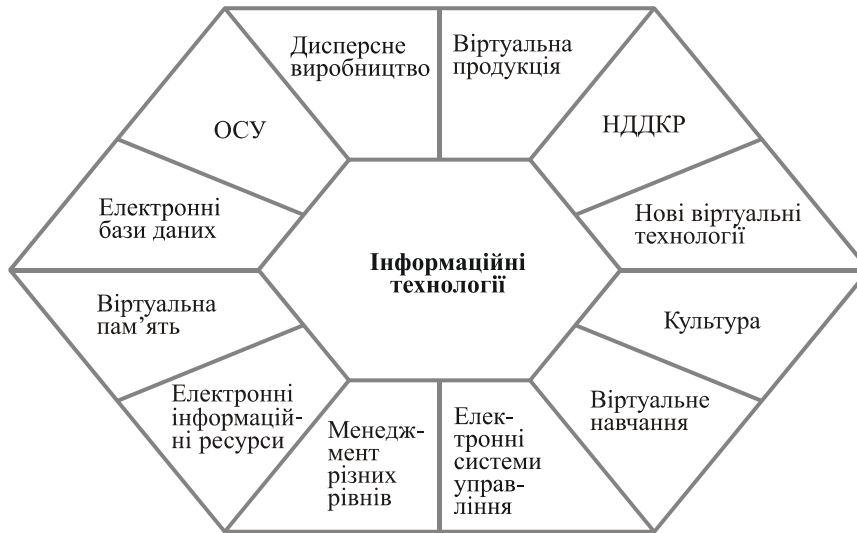 Дисперсне
виробництво
Віртуальна
продукція
ОСУ
НДДКР
Електронні
бази даних
Нові віртуальні
технології
Інформаційні
технології
Віртуальна
пам’ять
Культура
Електронні
інформацій-
ні ресурси
Менедж-
мент
різних
рівнів
Елек-
тронні
системи
управ-
ління
Віртуальне
навчання